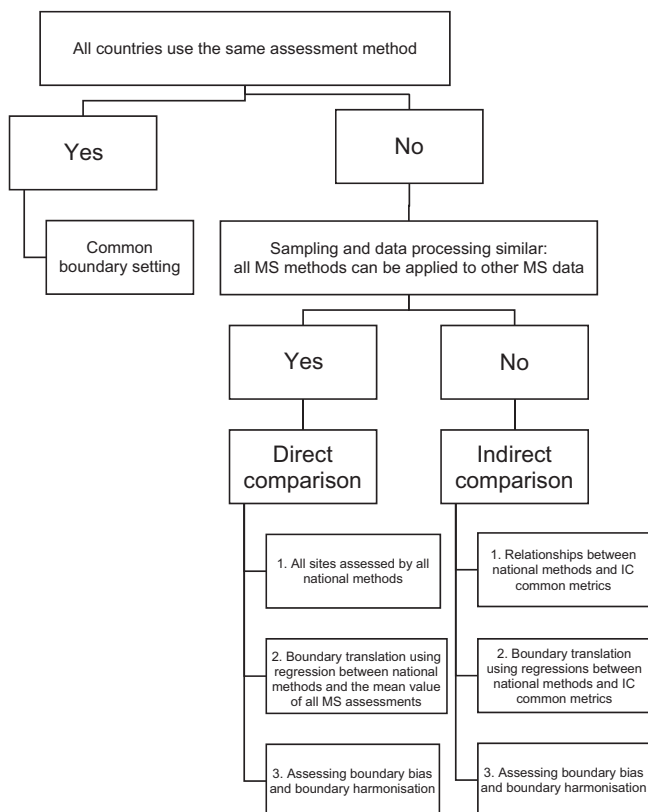 All countries use the same assessment method
Yes
No
Common
boundary setting
Sampling and data processing similar:
all MS methods can be applied to other MS data
Yes
No
Direct
comparison
Indirect
comparison
1. All sites assessed by all
national methods
1. Relationships between
national methods and IC
common metrics
2. Boundary translation using
regression between national
methods and the mean value
of all MS assessments
2. Boundary translation
using regressions between
national methods and IC
common metrics
3. Assessing boundary bias
and boundary harmonisation
3. Assessing boundary bias
and boundary harmonisation